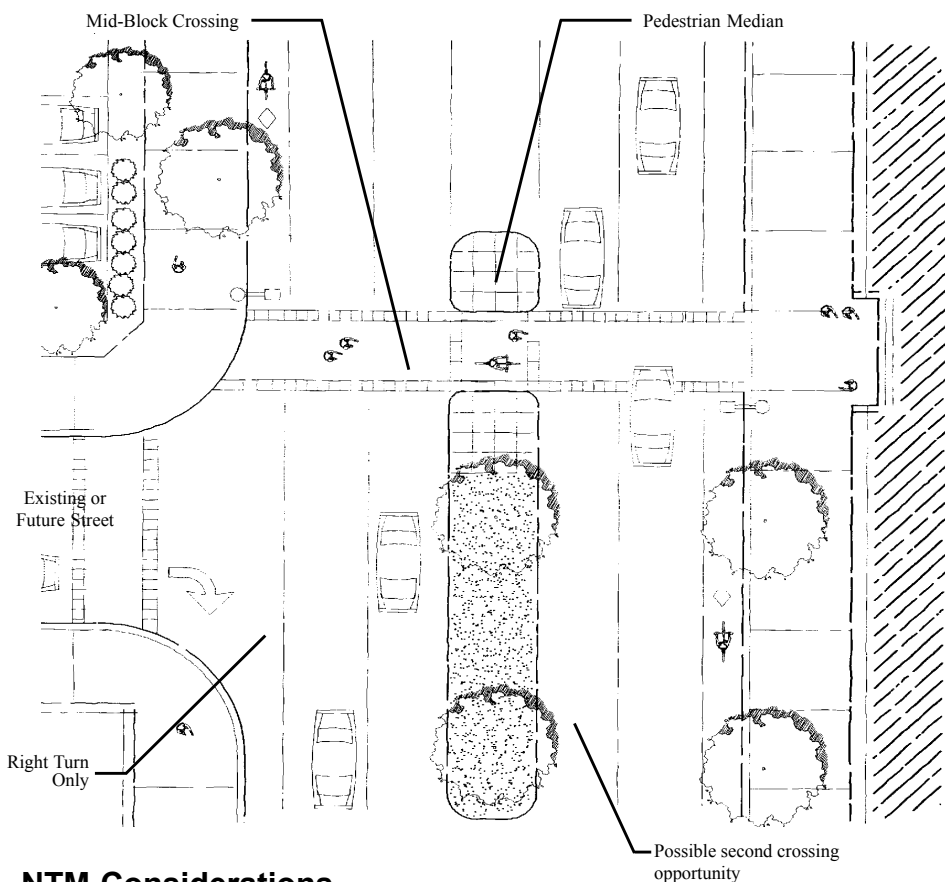 Mid-Block Crossing
Pedestrian Median
Existing or
Future Street
Right Turn
Only
Possible second crossing
opportunity
NTM Considerations